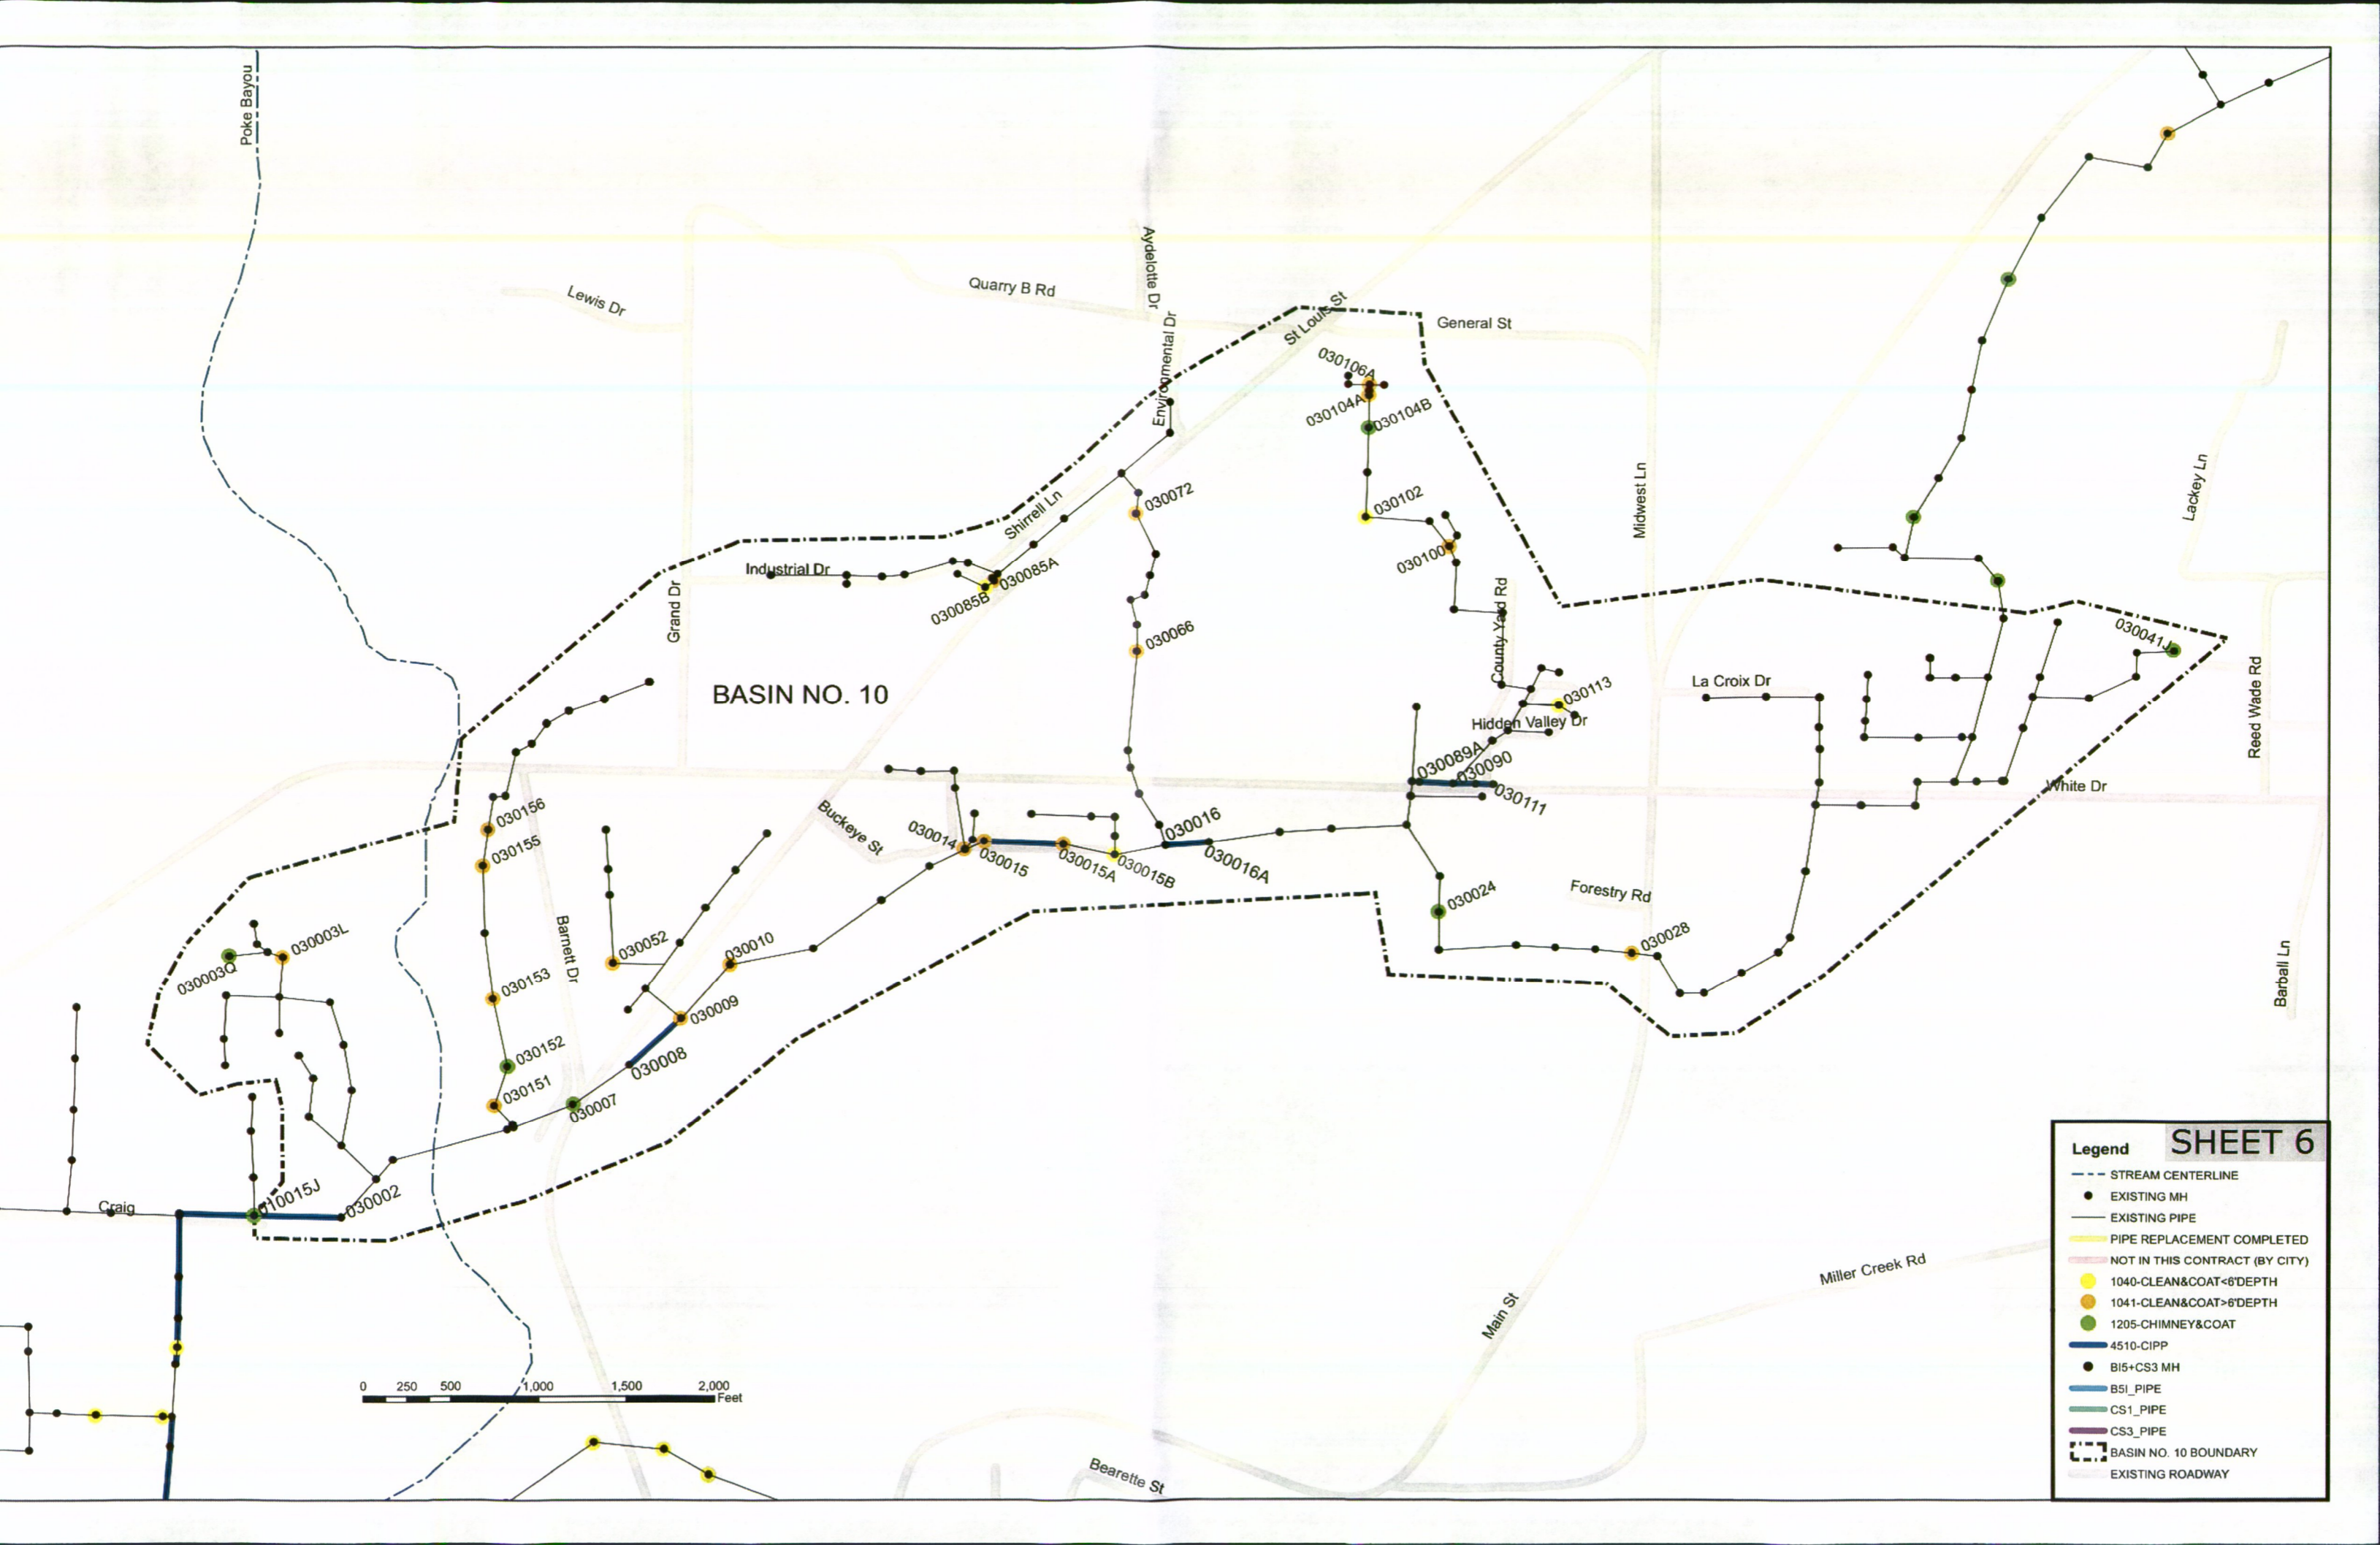 Poke Bayou
Lewis Dr
Quarry B Rd
Aydelotte Dr
Environmental Dr
St Louis St
General St
030106A
030104A
030104B
030072
030102
Shirrell Ln
Midwest Ln
Lackey Ln
030100
Industrial Dr
030085A
030085B
Grand Dr
County Yard Rd
030066
030041J
BASIN NO. 10
030113
La Croix Dr
Hidden Valley Dr
Reed Wade Rd
030089A
030090
030111
White Dr
030156
030155
Buckeye St
030014
030015
030015A
030015B
030016
030016A
030024
Forestry Rd
030028
030003L
030003Q
Barnett Dr
030052
030010
030153
030009
Barball Ln
030152
030008
030151
030007
010015J
030002
Craig
Miller Creek Rd
Main St
Bearette St
0 250 500 1,000 1,500 2,000
Feet
Legend
SHEET 6
STREAM CENTERLINE
EXISTING MH
EXISTING PIPE
PIPE REPLACEMENT COMPLETED
NOT IN THIS CONTRACT (BY CITY)
1040-CLEAN&COAT<6'DEPTH
1041-CLEAN&COAT>6'DEPTH
1205-CHIMNEY&COAT
4510-CIPP
BI5+CS3 MH
B5I_PIPE
CS1_PIPE
CS3_PIPE
BASIN NO. 10 BOUNDARY
EXISTING ROADWAY